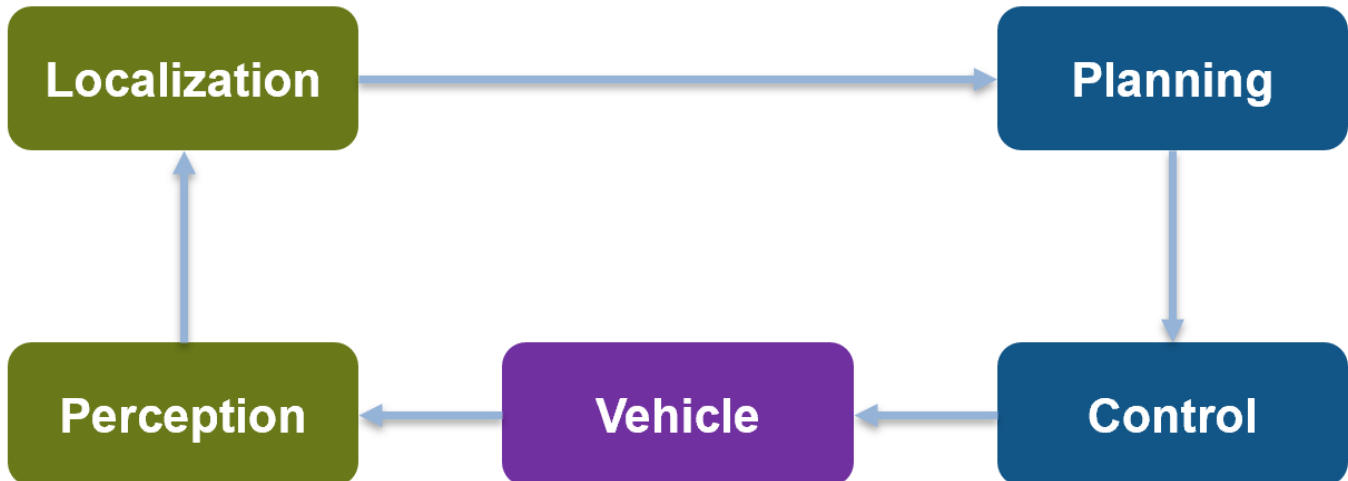 Localization
Planning
Perception
Vehicle
Control